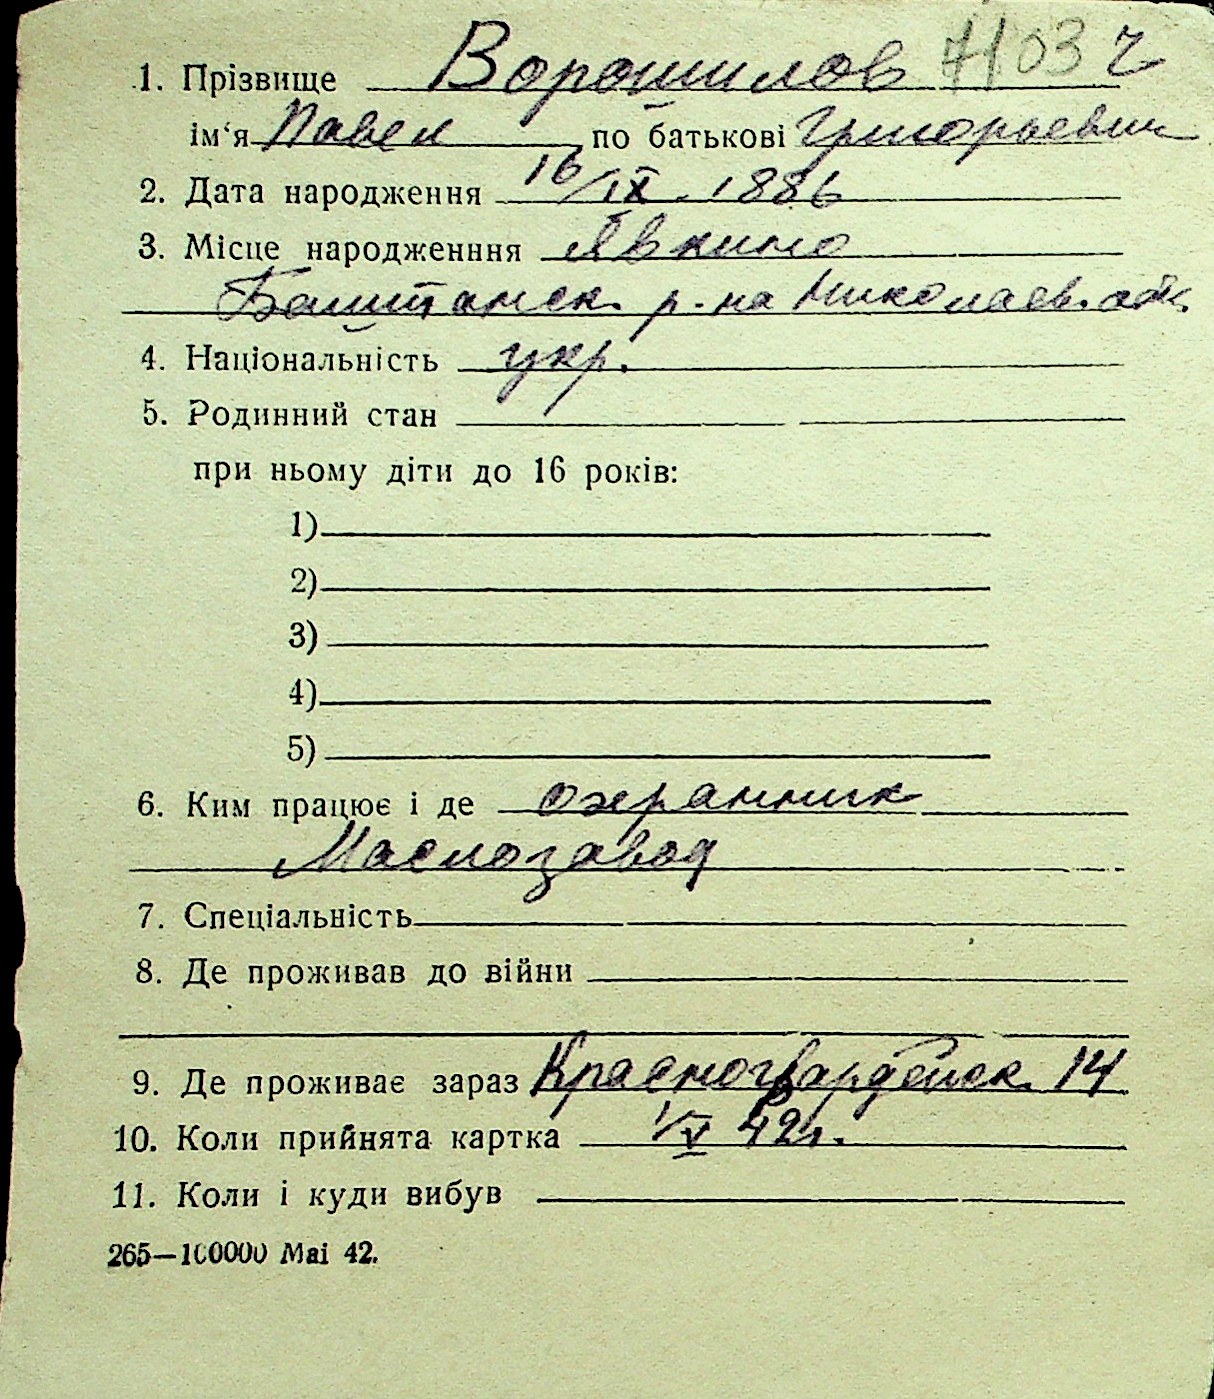 1. Прізвище Ворошилов 7103 ч
ім‘я Павел по батькові Григорьевич
2. Дата народження 16/IX. 1886
3. Місце народженння Явкино
Баштанск. р-на Николаев. обл.
4. Національність укр.
5. Родинний стан
при ньому діти до 16 років:
1)
2)
3)
4)
5)
6. Ким працює і де охранник
Маслозавод
7. Спеціальність
8. Де проживав до війни
9. Де проживає зараз Красногвардейск. 14
10. Коли прийнята картка 1/V 42г.
11. Коли і куди вибув
265—100000 Mai 42.